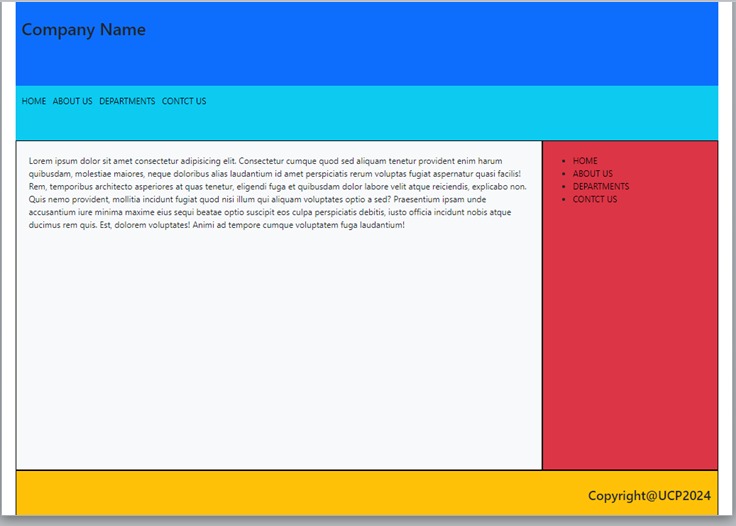 Company Name
HOME ABOUT US DEPARTMENTS CONTCT US
Lorem ipsum dolor sit amet consectetur adipisicing elit. Consectetur cumque quod sed aliquam tenetur provident enim harum
quibusdam, molestiae maiores, neque doloribus alias laudantium id amet perspiciatis rerum voluptas fugiat aspernatur quasi facilis!
Rem, temporibus architecto asperiores at quas tenetur, eligendi fuga et quibusdam dolor labore velit atque reiciendis, explicabo non.
Quis nemo provident, mollitia incidunt fugiat quod nisi illum qui aliquam voluptates optio a sed? Praesentium ipsam unde
accusantium iure minima maxime eius sequi beatae optio suscipit eos culpa perspiciatis debitis, iusto officia incidunt nobis atque
ducimus rem quis. Est, dolorem voluptates! Animi ad tempore cumque voluptatem fuga laudantium!
• HOME
• ABOUT US
• DEPARTMENTS
• CONTCT US
Copyright@UCP2024